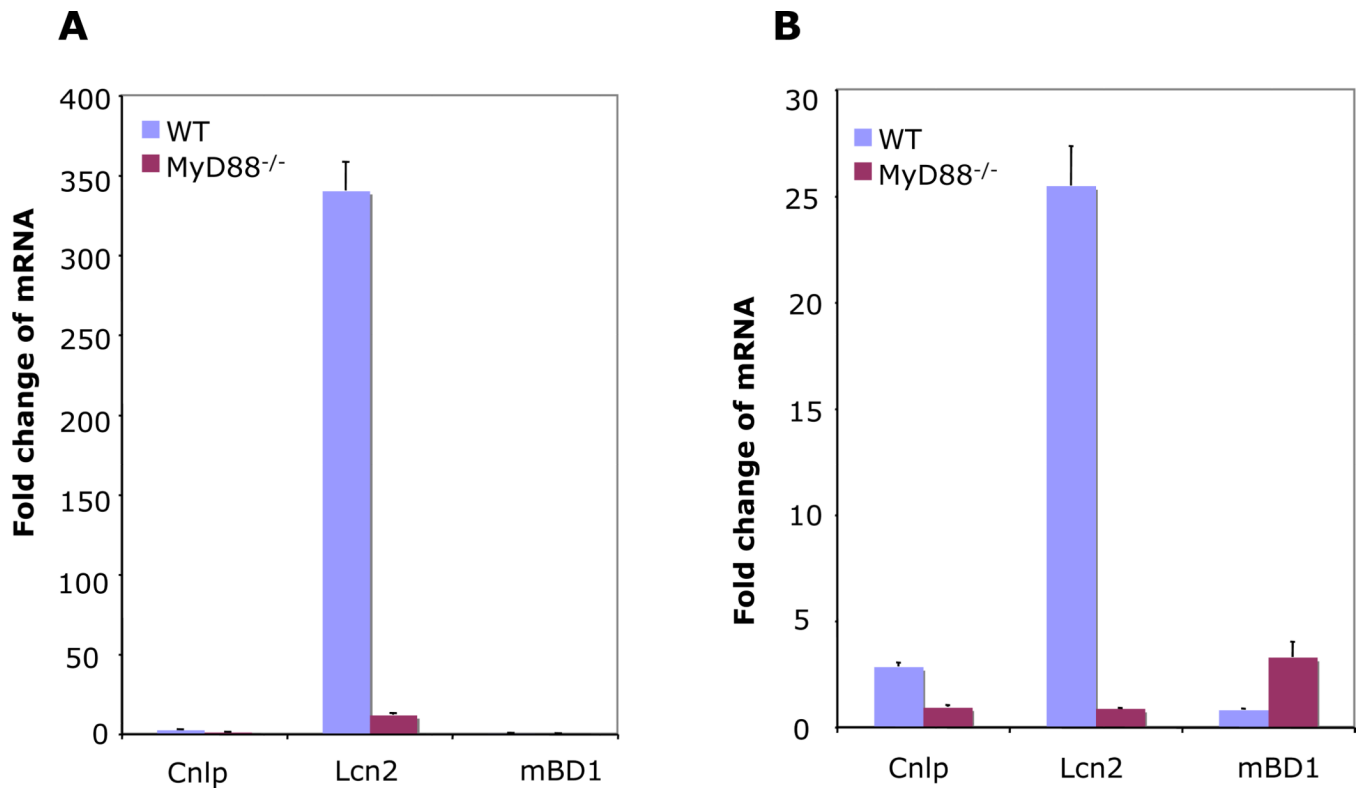 A
Fold change of mRNA
400
350
300
250
200
150
100
50
0
WT
MyD88-/-
Cnlp
Lcn2
mBD1
B
Fold change of mRNA
30
25
20
15
10
5
0
WT
MyD88-/-
Cnlp
Lcn2
mBD1